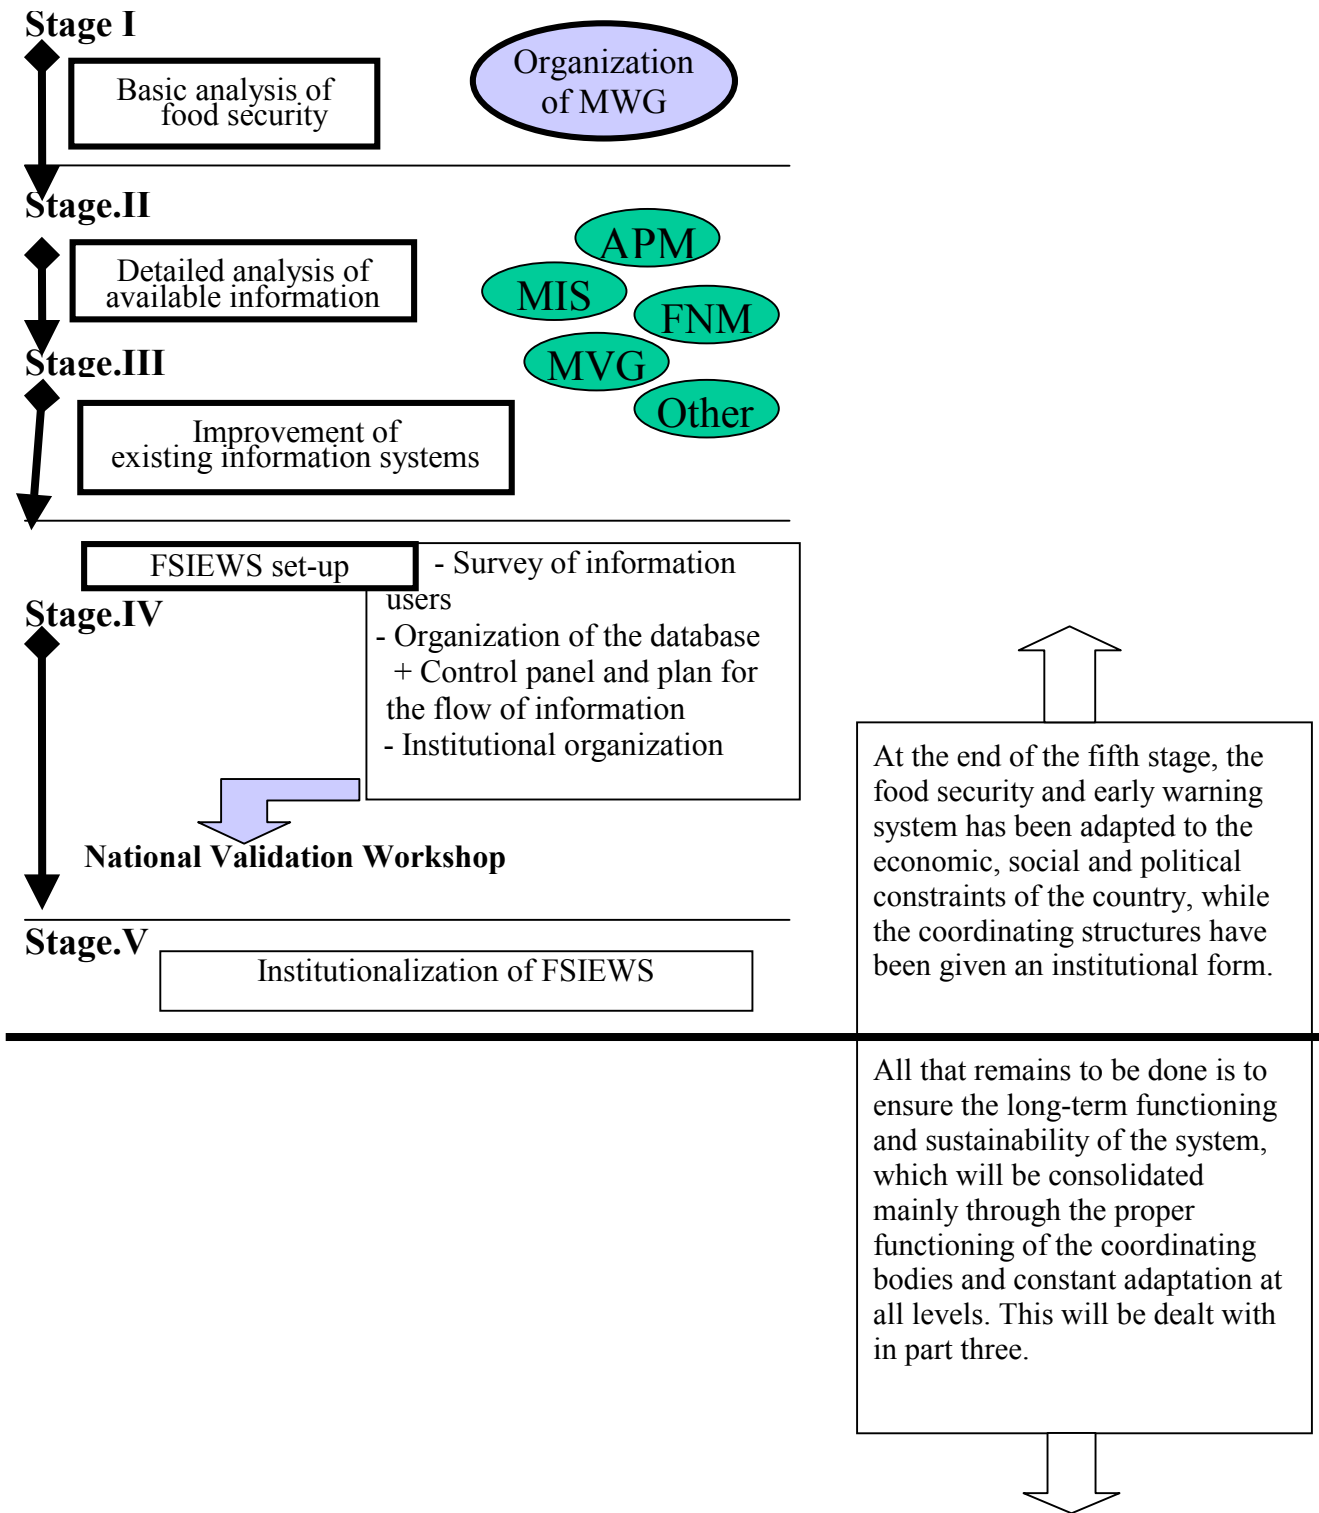 Stage I
Basic analysis of
food security
Organization
of MWG
Stage.II
Detailed analysis of
available information
APM
MIS
FNM
MVG
Other
Stage.III
Improvement of
existing information systems
FSIEWS set-up
- Survey of information
users
- Organization of the database
+ Control panel and plan for
the flow of information
- Institutional organization
Stage.IV
National Validation Workshop
Stage.V
Institutionalization of FSIEWS
At the end of the fifth stage, the
food security and early warning
system has been adapted to the
economic, social and political
constraints of the country, while
the coordinating structures have
been given an institutional form.
All that remains to be done is to
ensure the long-term functioning
and sustainability of the system,
which will be consolidated
mainly through the proper
functioning of the coordinating
bodies and constant adaptation at
all levels. This will be dealt with
in part three.